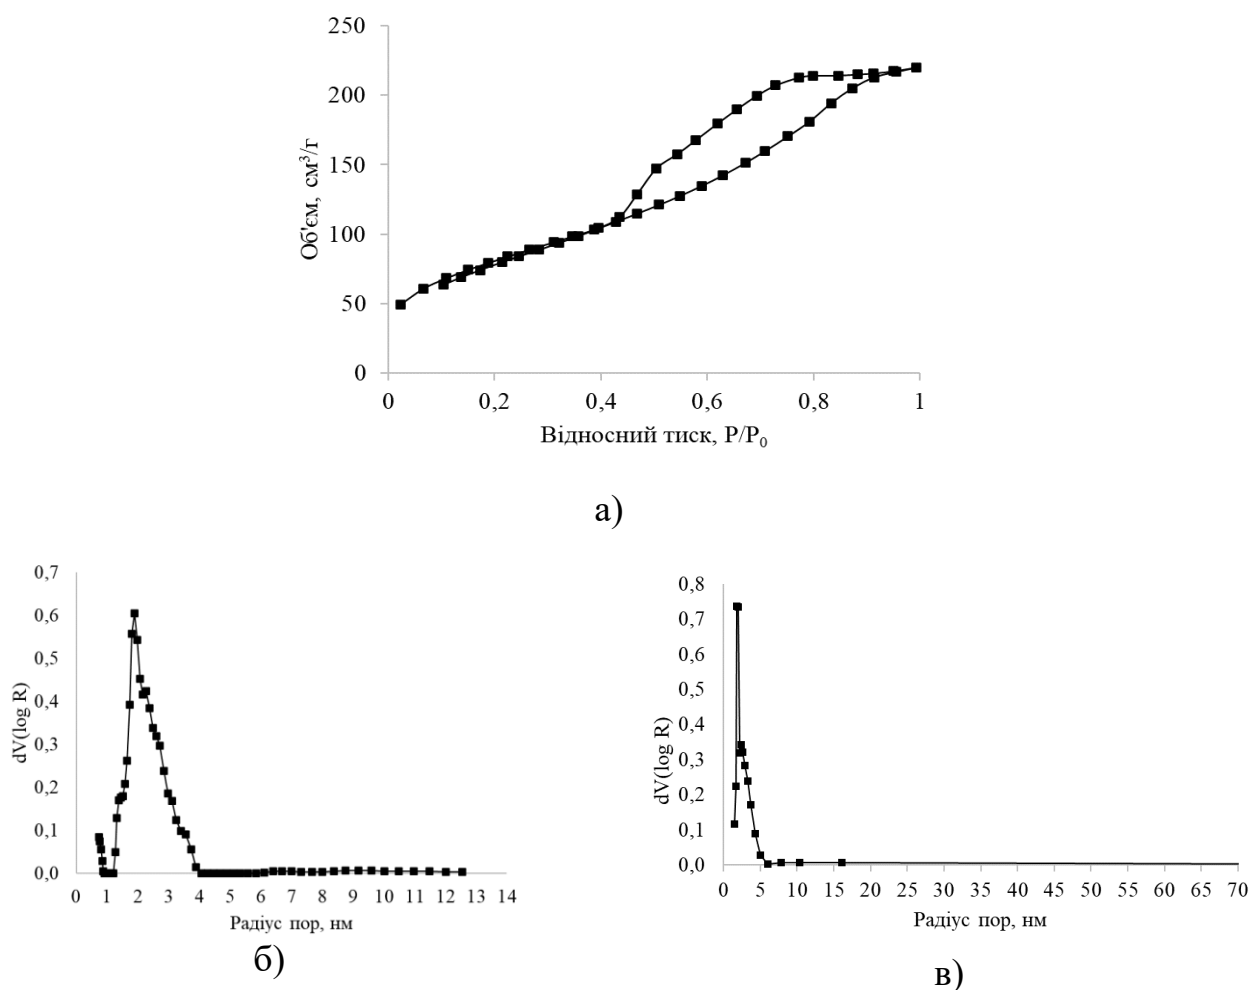 250
200
150
100
50
0
Об'єм, см³/г
0 0,2 0,4 0,6 0,8 1
Відносний тиск, P/P₀
а)
0,7
0,6
0,5
0,4
0,3
0,2
0,1
0,0
dV(log R)
0 1 2 3 4 5 6 7 8 9 10 11 12 13 14
Радіус пор, нм
б)
0,8
0,7
0,6
0,5
0,4
0,3
0,2
0,1
0,0
dV(log R)
0 5 10 15 20 25 30 35 40 45 50 55 60 65 70
Радіус пор, нм
в)